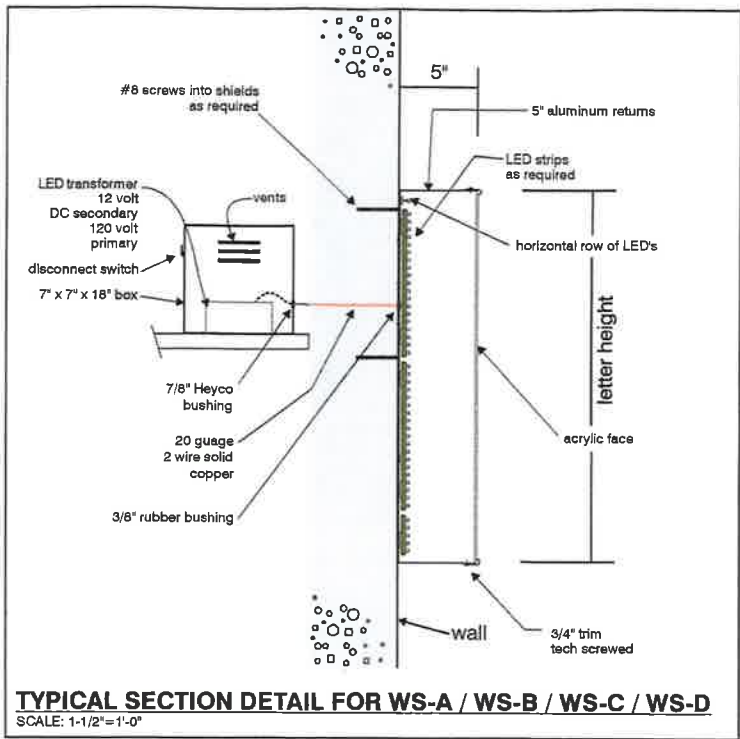 5"
#8 screws into shields
as required
5" aluminum returns
LED strips
as required
LED transformer
12 volt
DC secondary
120 volt
primary
vents
horizontal row of LED's
disconnect switch
7" x 7" x 18" box
letter height
7/8" Heyco
bushing
acrylic face
20 guage
2 wire solid
copper
3/8" rubber bushing
wall
3/4" trim
tech screwed
TYPICAL SECTION DETAIL FOR WS-A / WS-B / WS-C / WS-D
SCALE: 1-1/2"=1'-0"